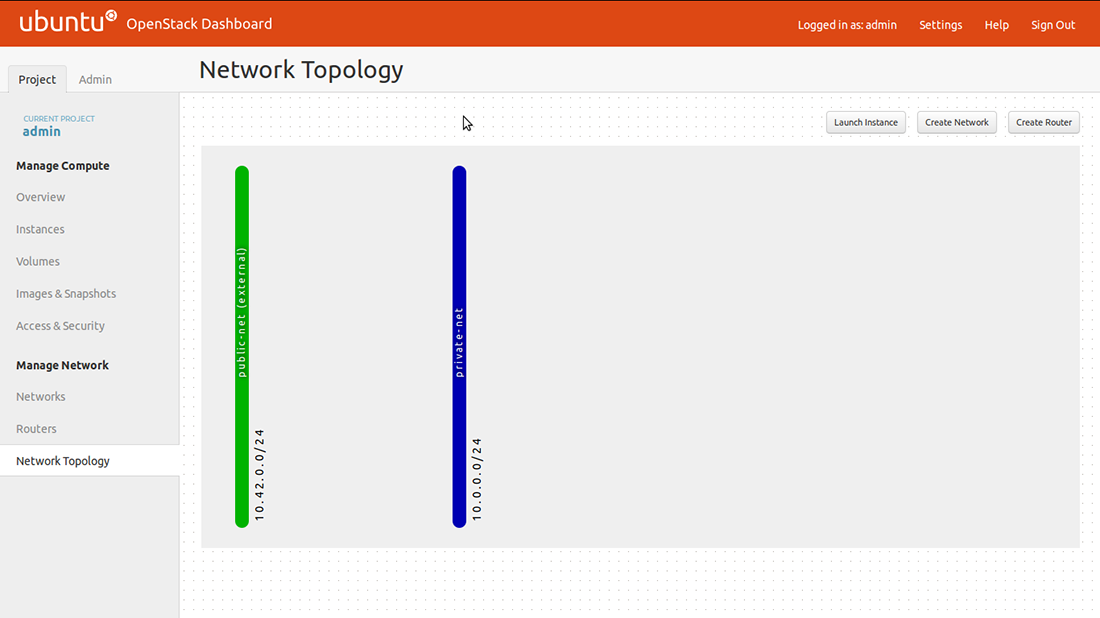 ubuntu OpenStack Dashboard
Logged in as: admin Settings Help Sign Out
Project Admin
Network Topology
CURRENT PROJECT
admin
Launch Instance Create Network Create Router
Manage Compute
Overview
Instances
Volumes
Images & Snapshots
Access & Security
Manage Network
Networks
Routers
Network Topology
public-net (external)
10.42.0.0/24
private-net
10.0.0.0/24